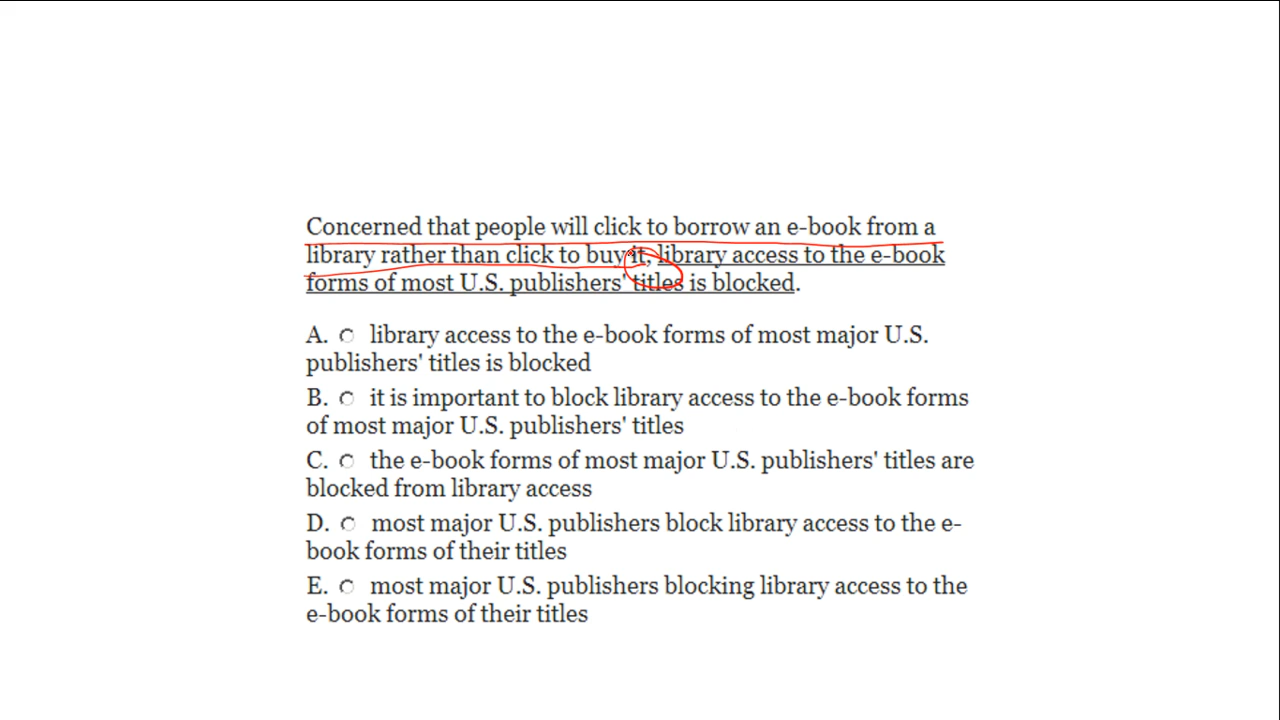 Concerned that people will click to borrow an e-book from a
library rather than click to buy it, library access to the e-book
forms of most U.S. publishers' titles is blocked.
A. library access to the e-book forms of most major U.S.
publishers' titles is blocked
B. it is important to block library access to the e-book forms
of most major U.S. publishers' titles
C. the e-book forms of most major U.S. publishers' titles are
blocked from library access
D. most major U.S. publishers block library access to the e-
book forms of their titles
E. most major U.S. publishers blocking library access to the
e-book forms of their titles